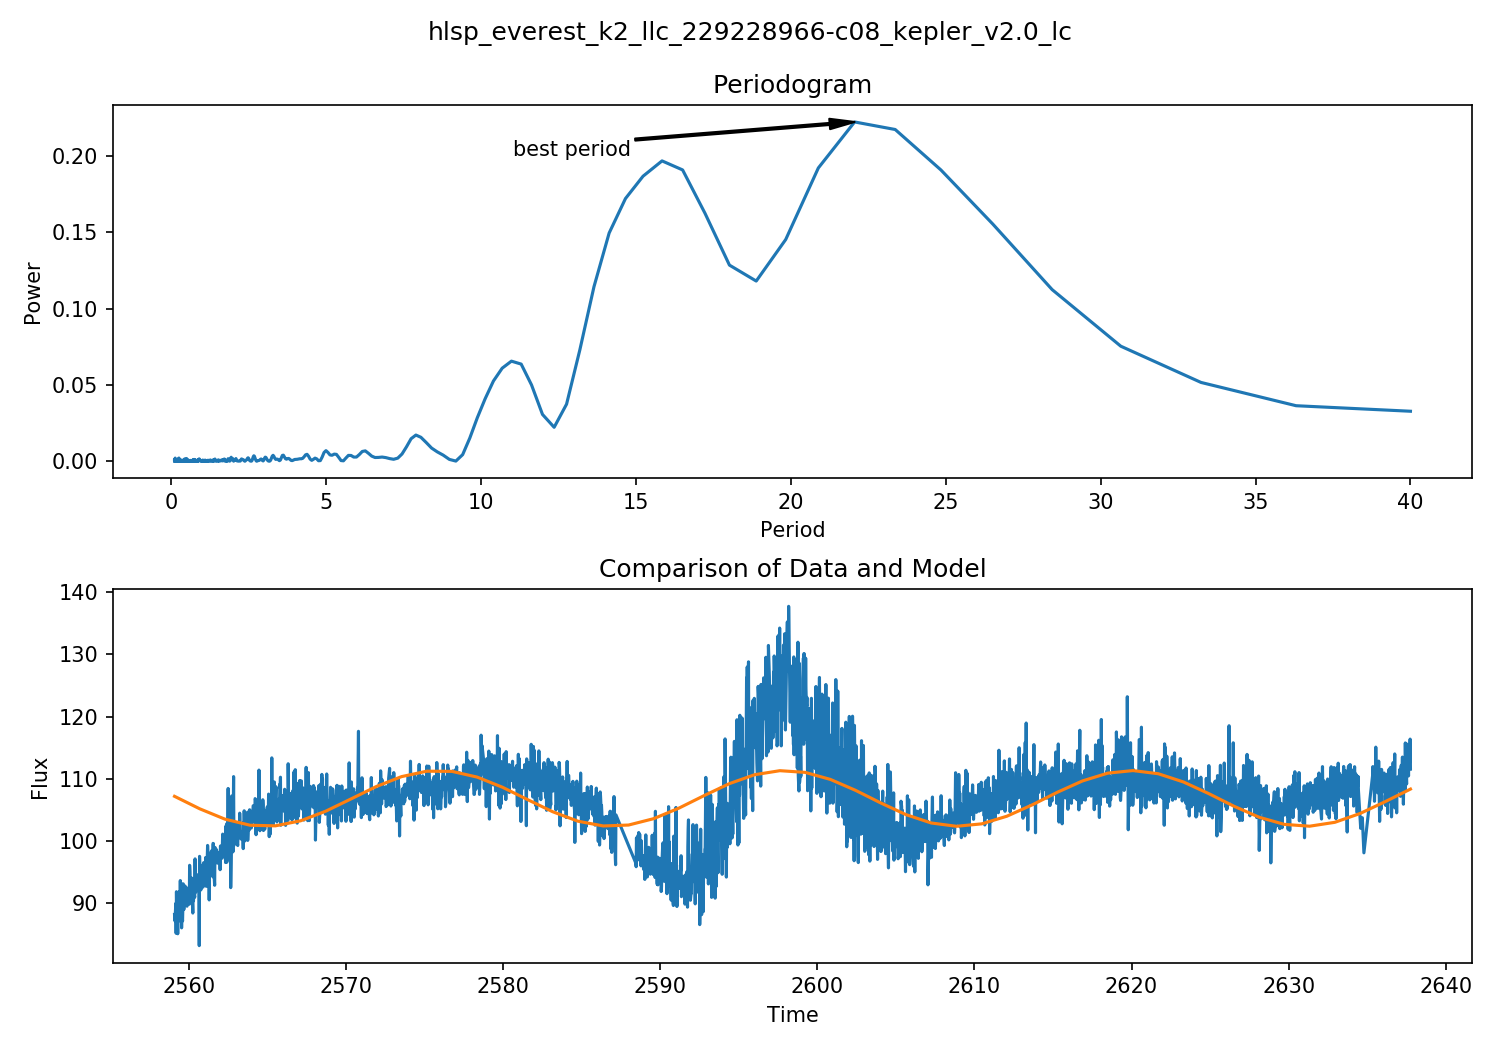 hlsp_everest_k2_llc_229228966-c08_kepler_v2.0_lc
Periodogram
best period
Power
0.20
0.15
0.10
0.05
0.00
0 5 10 15 20 25 30 35 40
Period
Comparison of Data and Model
Flux
140
130
120
110
100
90
2560 2570 2580 2590 2600 2610 2620 2630 2640
Time